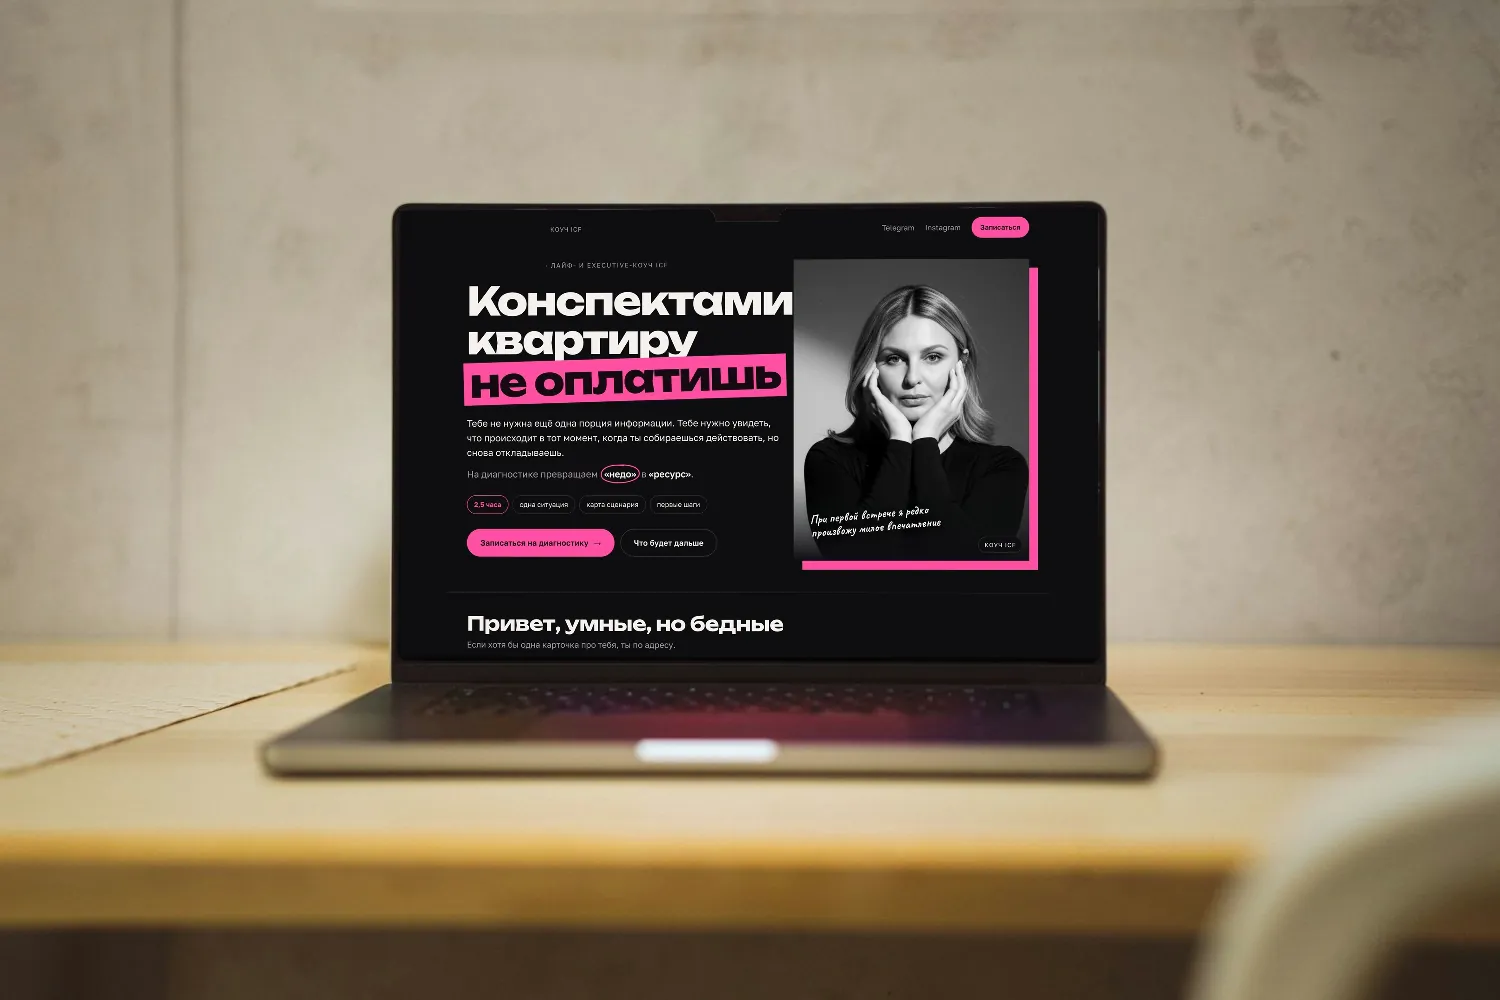 КОУЧ ICF
Telegram Instagram Записаться
· ЛАЙФ- И EXECUTIVE-КОУЧ ICF
Конспектами
квартиру
не оплатишь
Тебе не нужна ещё одна порция информации. Тебе нужно увидеть,
что происходит в тот момент, когда ты собираешься действовать, но
снова откладываешь.
На диагностике превращаем «недо» в «ресурс».
2,5 часа одна ситуация карта сценария первые шаги
Записаться на диагностику → Что будет дальше
При первой встрече я редко
произвожу милое впечатление
КОУЧ ICF
Привет, умные, но бедные
Если хотя бы одна карточка про тебя, ты по адресу.